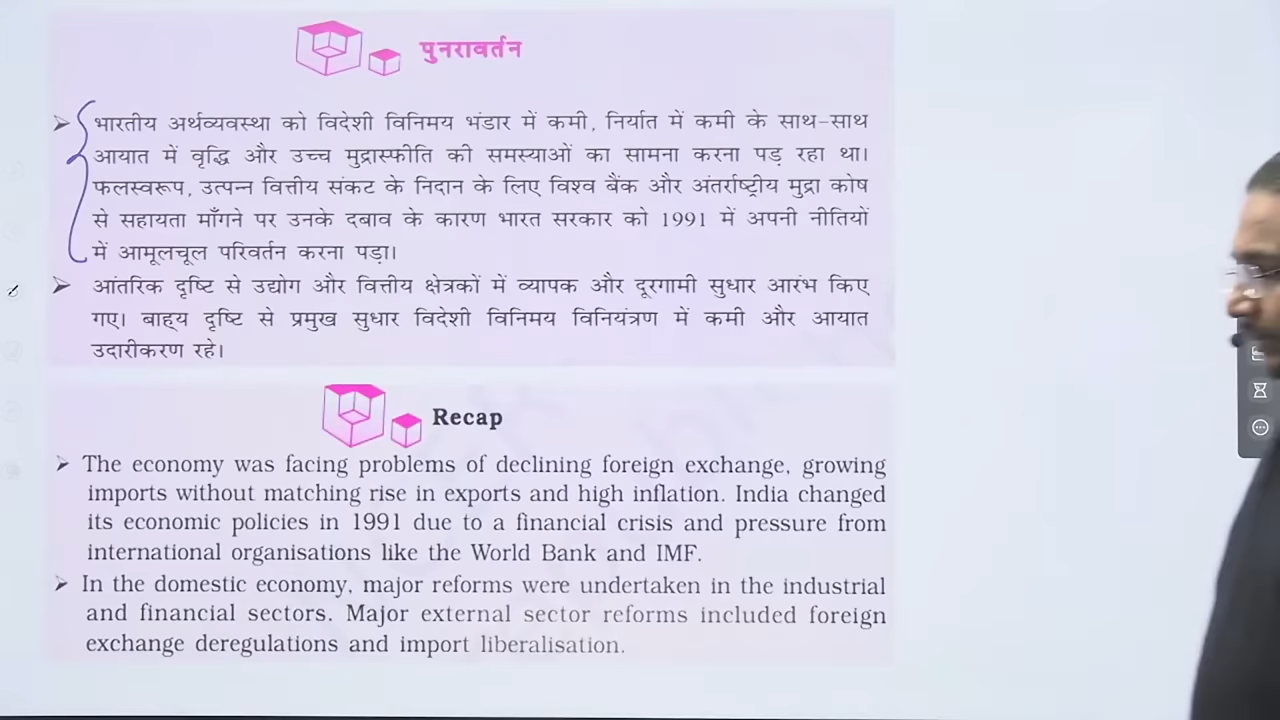 पुनरावर्तन
भारतीय अर्थव्यवस्था को विदेशी विनिमय भंडार में कमी, निर्यात में कमी के साथ-साथ
आयात में वृद्धि और उच्च मुद्रास्फीति की समस्याओं का सामना करना पड़ रहा था।
फलस्वरूप, उत्पन्न वित्तीय संकट के निदान के लिए विश्व बैंक और अंतर्राष्ट्रीय मुद्रा कोष
से सहायता माँगने पर उनके दबाव के कारण भारत सरकार को 1991 में अपनी नीतियों
में आमूलचूल परिवर्तन करना पड़ा।
आंतरिक दृष्टि से उद्योग और वित्तीय क्षेत्रकों में व्यापक और दूरगामी सुधार आरंभ किए
गए। बाह्य दृष्टि से प्रमुख सुधार विदेशी विनिमय विनियंत्रण में कमी और आयात
उदारीकरण रहे।
Recap
The economy was facing problems of declining foreign exchange, growing
imports without matching rise in exports and high inflation. India changed
its economic policies in 1991 due to a financial crisis and pressure from
international organisations like the World Bank and IMF.
In the domestic economy, major reforms were undertaken in the industrial
and financial sectors. Major external sector reforms included foreign
exchange deregulations and import liberalisation.